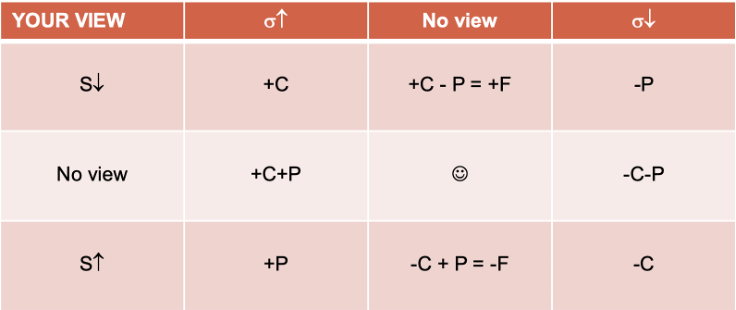 YOUR VIEW σ↑ No view σ↓
S↓ +C +C - P = +F -P
No view +C+P ☺ -C-P
S↑ +P -C + P = -F -C